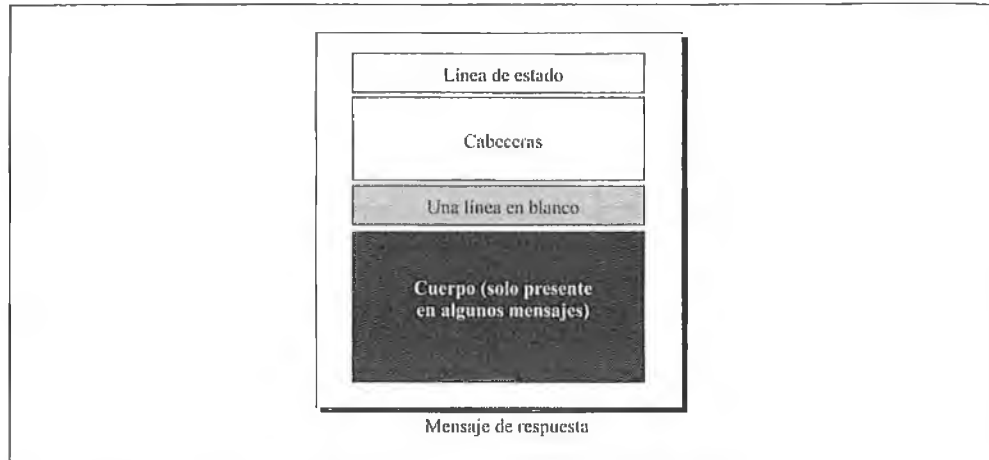 Línea de estado
Cabeceras
Una línea en blanco
Cuerpo (solo presente
en algunos mensajes)
Mensaje de respuesta